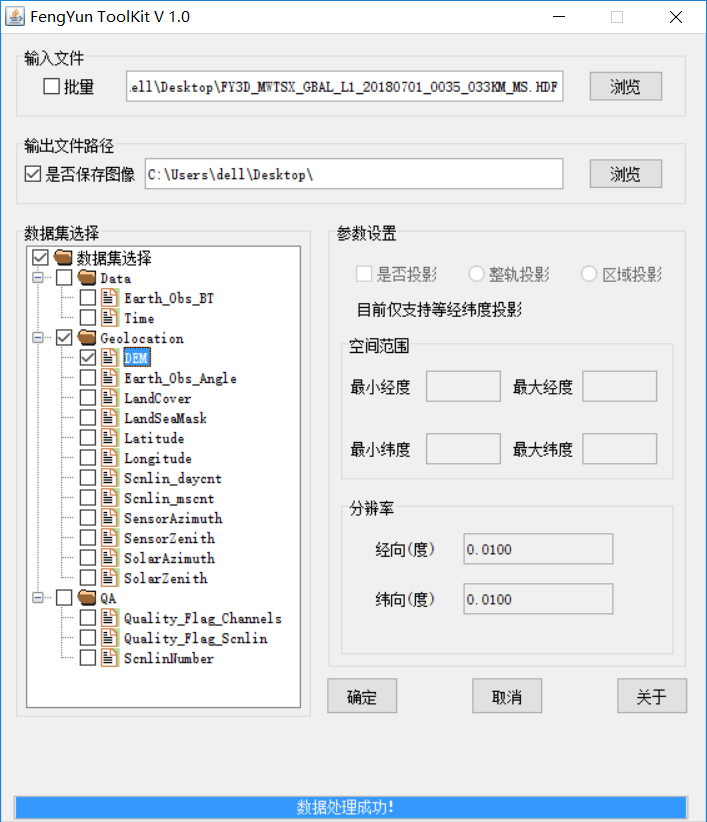 FengYun ToolKit V 1.0
输入文件
批量
ell\Desktop\FY3D_MWTSX_GBAL_L1_20180701_0035_033KM_MS.HDF
浏览
输出文件路径
是否保存图像
C:\Users\dell\Desktop\
浏览
数据集选择
数据集选择
Data
Earth_Obs_BT
Time
Geolocation
DEM
Earth_Obs_Angle
LandCover
LandSeaMask
Latitude
Longitude
Scnlin_daycnt
Scnlin_mscnt
SensorAzimuth
SensorZenith
SolarAzimuth
SolarZenith
QA
Quality_Flag_Channels
Quality_Flag_Scnlin
ScnlinNumber
参数设置
是否投影 整轨投影 区域投影
目前仅支持等经纬度投影
空间范围
最小经度 最大经度
最小纬度 最大纬度
分辨率
经向(度) 0.0100
纬向(度) 0.0100
确定 取消 关于
数据处理成功!